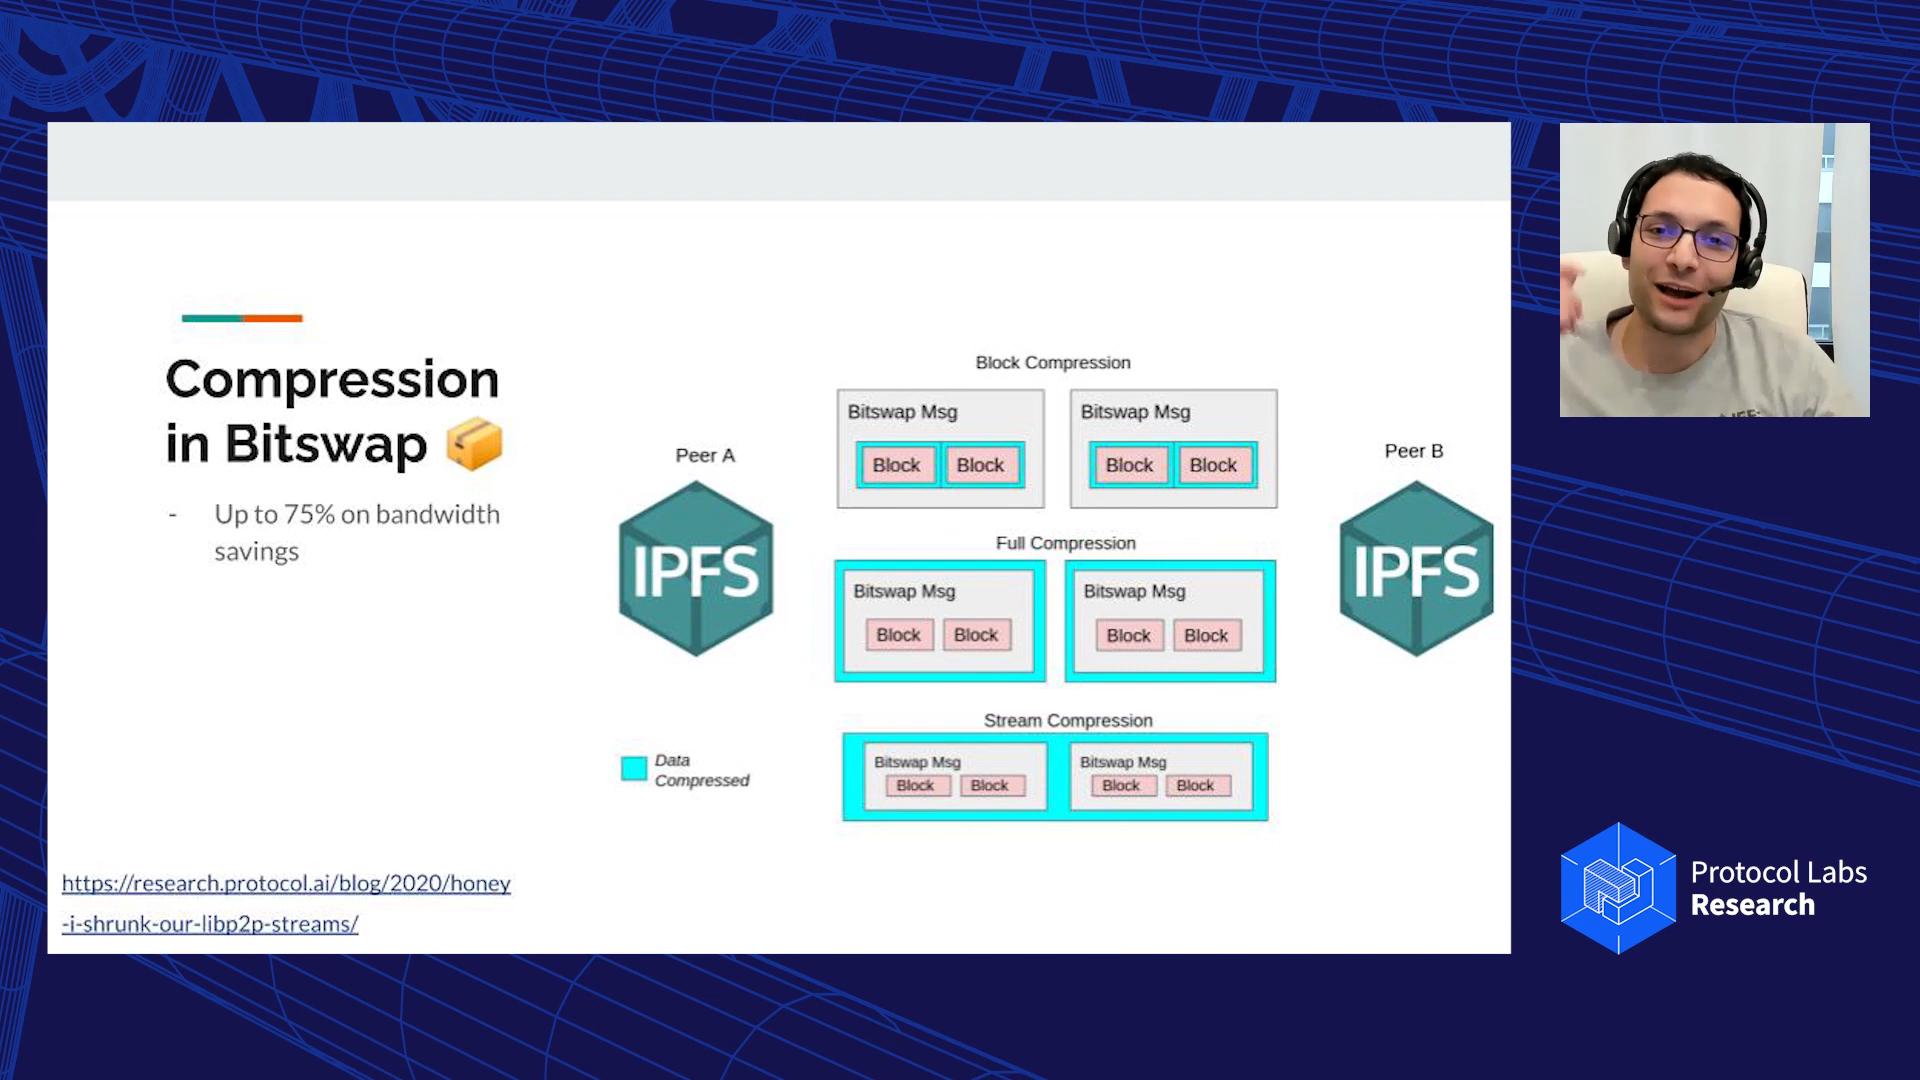 Compression
in Bitswap
- Up to 75% on bandwidth
savings
https://research.protocol.ai/blog/2020/honey
-i-shrunk-our-libp2p-streams/
Peer A
IPFS
Data
Compressed
Block Compression
Bitswap Msg
Block Block
Bitswap Msg
Block Block
Full Compression
Bitswap Msg
Block Block
Bitswap Msg
Block Block
Stream Compression
Bitswap Msg
Block Block
Bitswap Msg
Block Block
Peer B
IPFS
Protocol Labs
Research